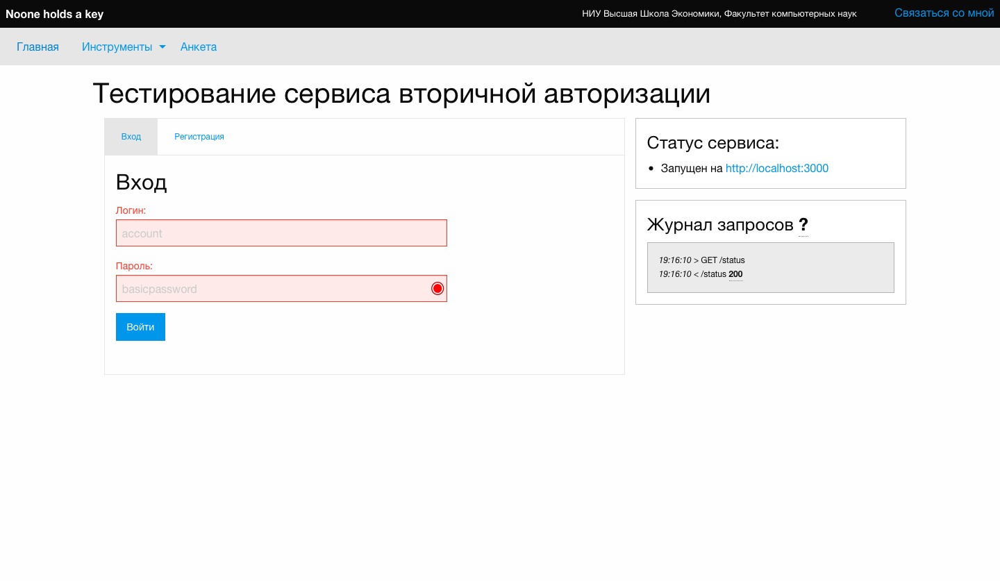 Noone holds a key
НИУ Высшая Школа Экономики, Факультет компьютерных наук
Связаться со мной
Главная
Инструменты
Анкета
Тестирование сервиса вторичной авторизации
Вход
Регистрация
Вход
Логин:
account
Пароль:
basicpassword
Войти
Статус сервиса:
Запущен на http://localhost:3000
Журнал запросов ?
19:16:10 > GET /status
19:16:10 < /status 200